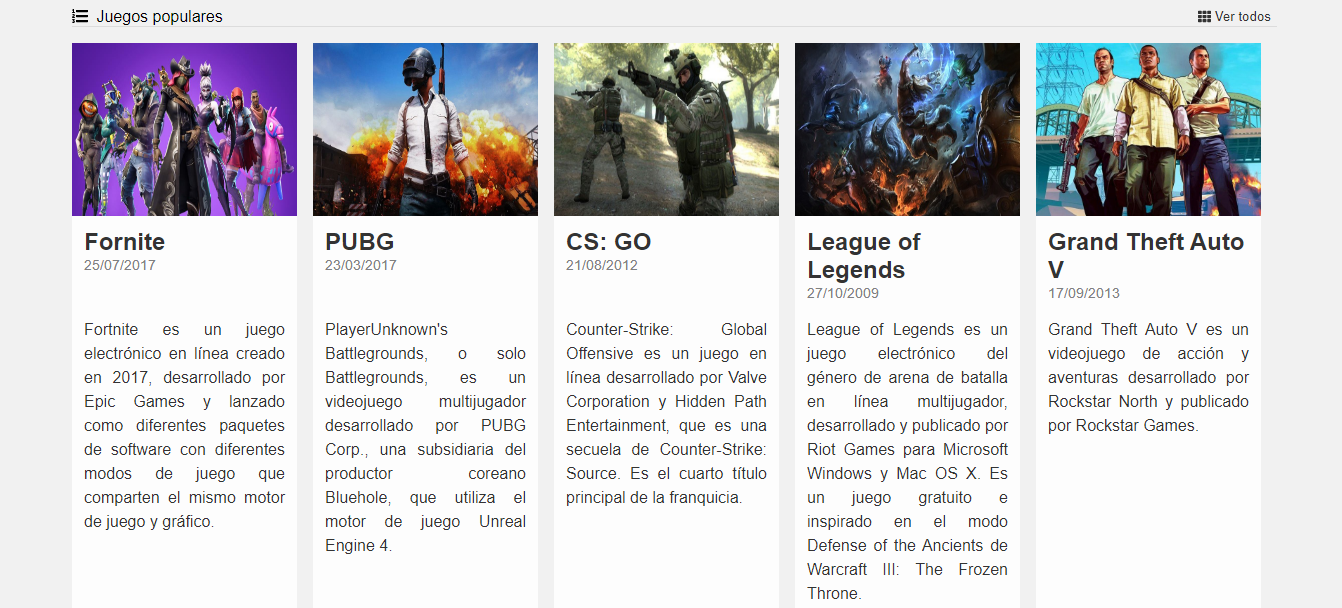 Juegos populares
Ver todos
Fornite
25/07/2017
Fortnite es un juego
electrónico en línea creado
en 2017, desarrollado por
Epic Games y lanzado
como diferentes paquetes
de software con diferentes
modos de juego que
comparten el mismo motor
de juego y gráfico.
PUBG
23/03/2017
PlayerUnknown's
Battlegrounds, o solo
Battlegrounds, es un
videojuego multijugador
desarrollado por PUBG
Corp., una subsidiaria del
productor coreano
Bluehole, que utiliza el
motor de juego Unreal
Engine 4.
CS: GO
21/08/2012
Counter-Strike: Global
Offensive es un juego en
línea desarrollado por Valve
Corporation y Hidden Path
Entertainment, que es una
secuela de Counter-Strike:
Source. Es el cuarto título
principal de la franquicia.
League of
Legends
27/10/2009
League of Legends es un
juego electrónico del
género de arena de batalla
en línea multijugador,
desarrollado y publicado por
Riot Games para Microsoft
Windows y Mac OS X. Es
un juego gratuito e
inspirado en el modo
Defense of the Ancients de
Warcraft III: The Frozen
Throne.
Grand Theft Auto
V
17/09/2013
Grand Theft Auto V es un
videojuego de acción y
aventuras desarrollado por
Rockstar North y publicado
por Rockstar Games.